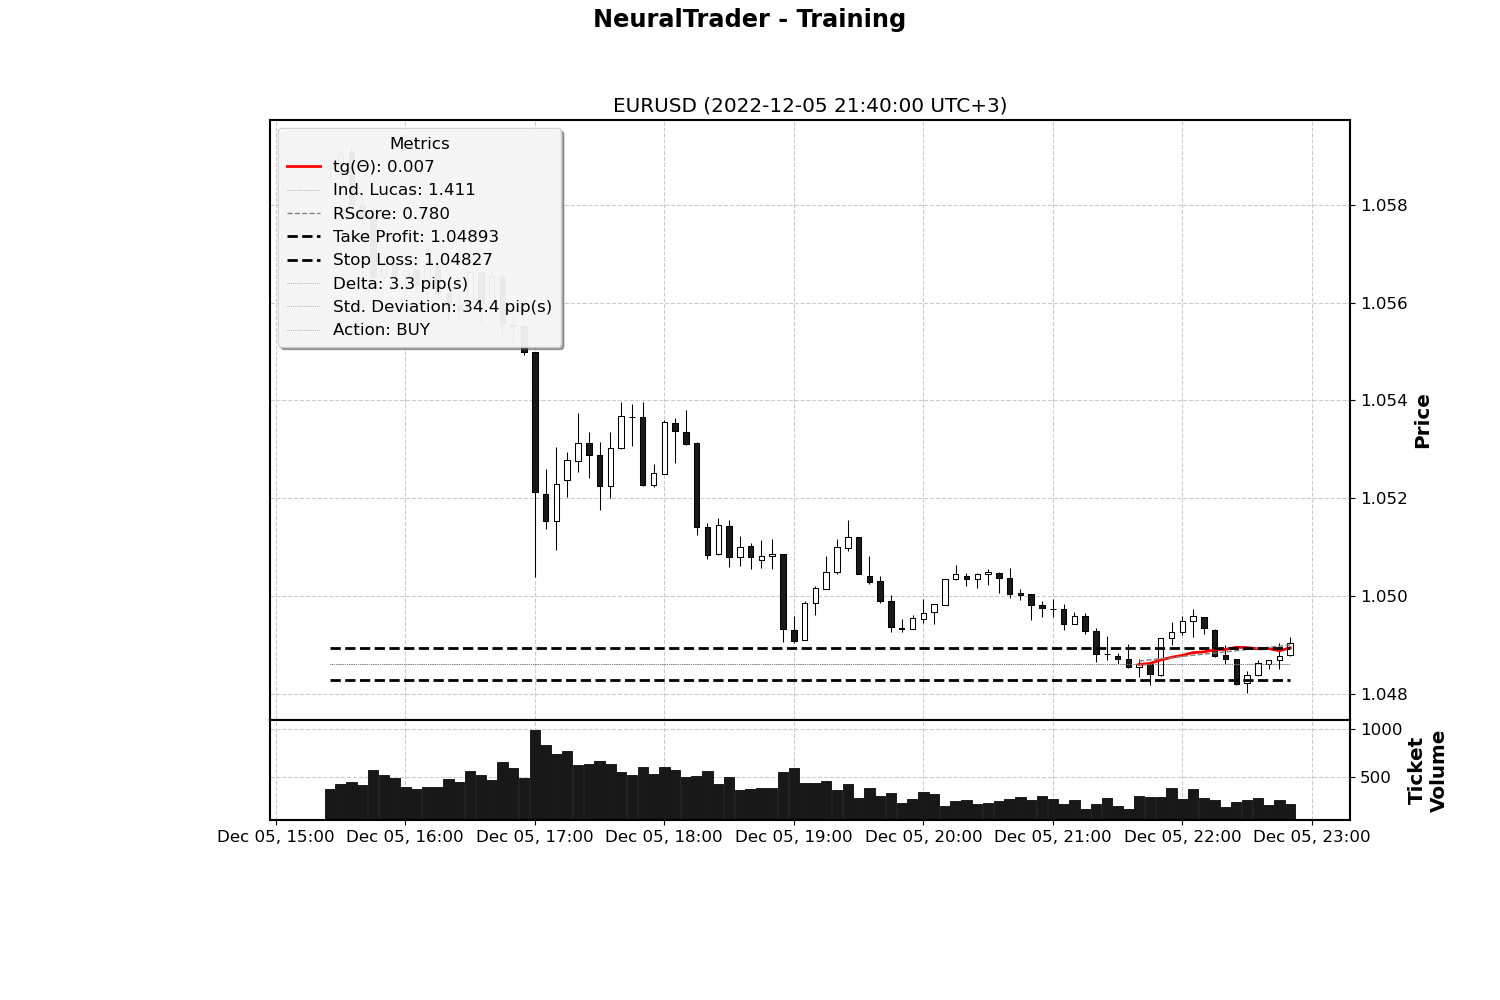 NeuralTrader - Training
EURUSD (2022-12-05 21:40:00 UTC+3)
Metrics
tg(Θ): 0.007
Ind. Lucas: 1.411
RScore: 0.780
Take Profit: 1.04893
Stop Loss: 1.04827
Delta: 3.3 pip(s)
Std. Deviation: 34.4 pip(s)
Action: BUY
1.058
1.056
1.054
1.052
1.050
1.048
Price
1000
500
Ticket
Volume
Dec 05, 15:00 Dec 05, 16:00 Dec 05, 17:00 Dec 05, 18:00 Dec 05, 19:00 Dec 05, 20:00 Dec 05, 21:00 Dec 05, 22:00 Dec 05, 23:00